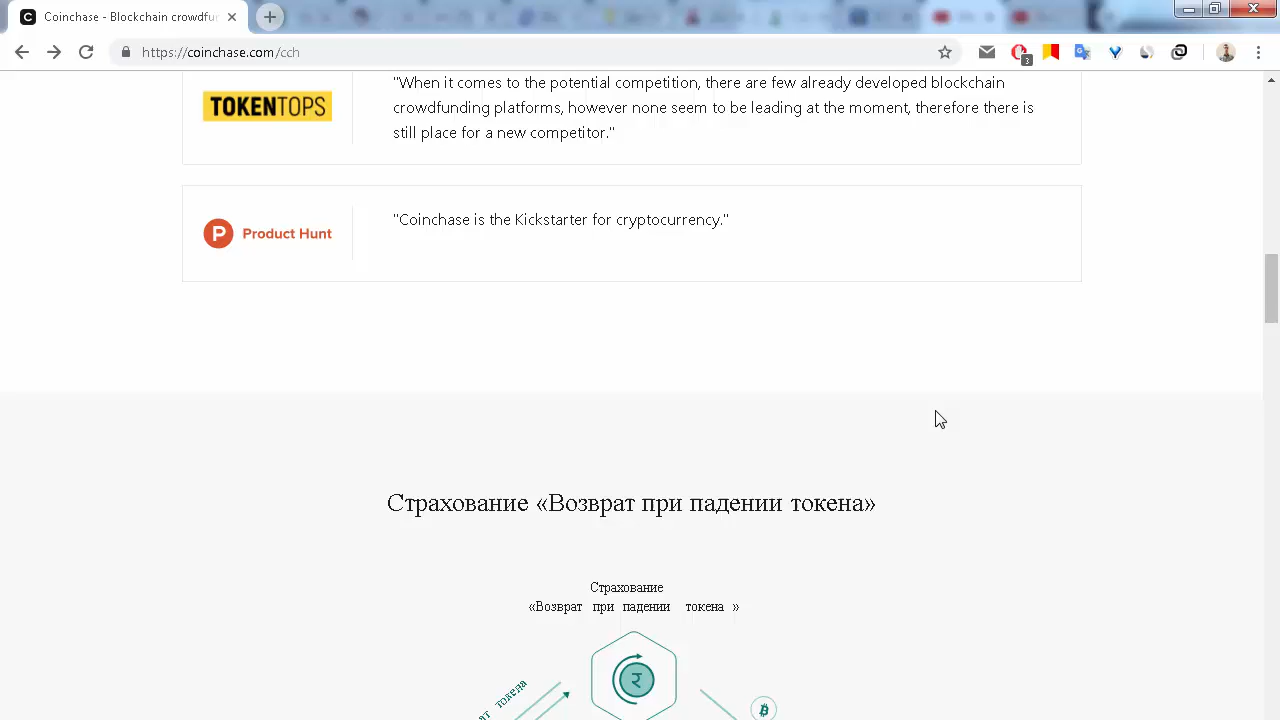 Coinchase - Blockchain crowdfur
https://coinchase.com/cch
3
TOKENTOPS
"When it comes to the potential competition, there are few already developed blockchain
crowdfunding platforms, however none seem to be leading at the moment, therefore there is
still place for a new competitor."
P Product Hunt
"Coinchase is the Kickstarter for cryptocurrency."
Страхование «Возврат при падении токена»
Страхование
«Возврат при падении токена »
ат токена